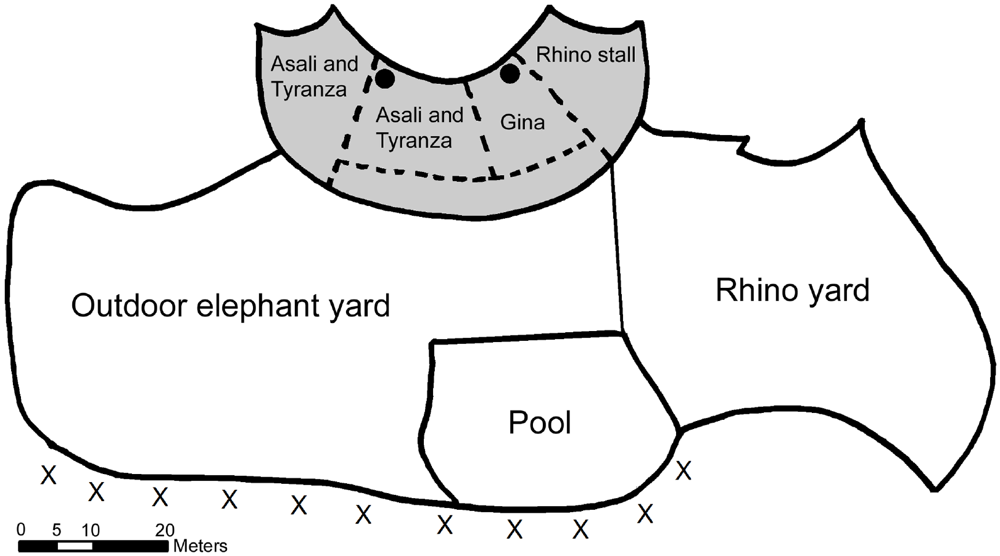 Rhino stall
Asali and
Tyranza
Asali and
Tyranza
Gina
Outdoor elephant yard
Rhino yard
Pool
X
X
X
X
X
X
X
X
X
X
X
0 5 10 20
Meters